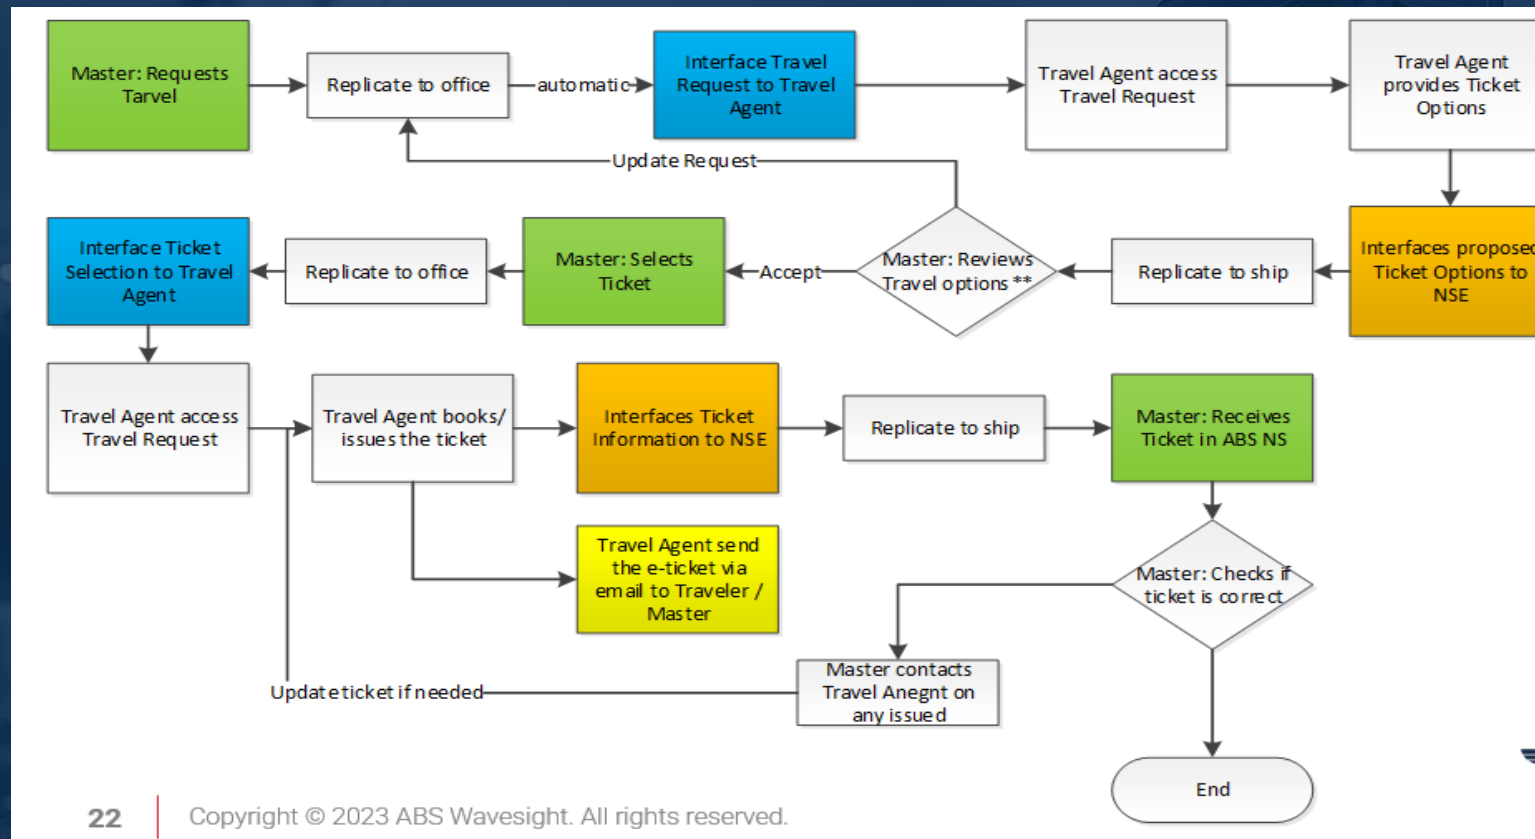 Master: Requests
Tarvel
Replicate to office
automatic
Interface Travel
Request to Travel
Agent
Travel Agent access
Travel Request
Travel Agent
provides Ticket
Options
Update Request
Interface Ticket
Selection to Travel
Agent
Replicate to office
Master: Selects
Ticket
Accept
Master: Reviews
Travel options **
Replicate to ship
Interfaces proposed
Ticket Options to
NSE
Travel Agent access
Travel Request
Travel Agent books/
issues the ticket
Interfaces Ticket
Information to NSE
Replicate to ship
Master: Receives
Ticket in ABS NS
Travel Agent send
the e-ticket via
email to Traveler /
Master
Master: Checks if
ticket is correct
Update ticket if needed
Master contacts
Travel Anegnt on
any issued
End
22
Copyright © 2023 ABS Wavesight. All rights reserved.